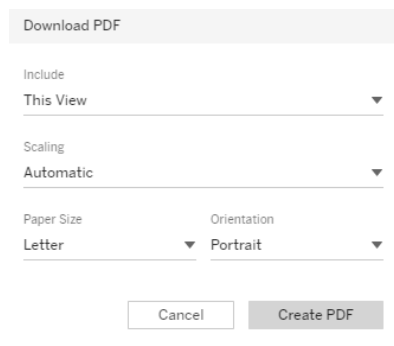 Download PDF
Include
This View
Scaling
Automatic
Paper Size Orientation
Letter Portrait
Cancel Create PDF